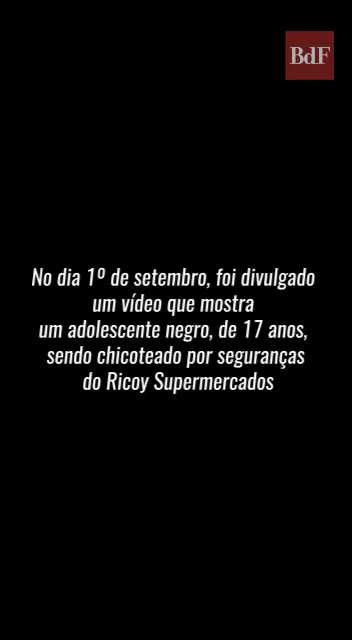 BdF
No dia 1º de setembro, foi divulgado
um vídeo que mostra
um adolescente negro, de 17 anos,
sendo chicoteado por seguranças
do Ricoy Supermercados